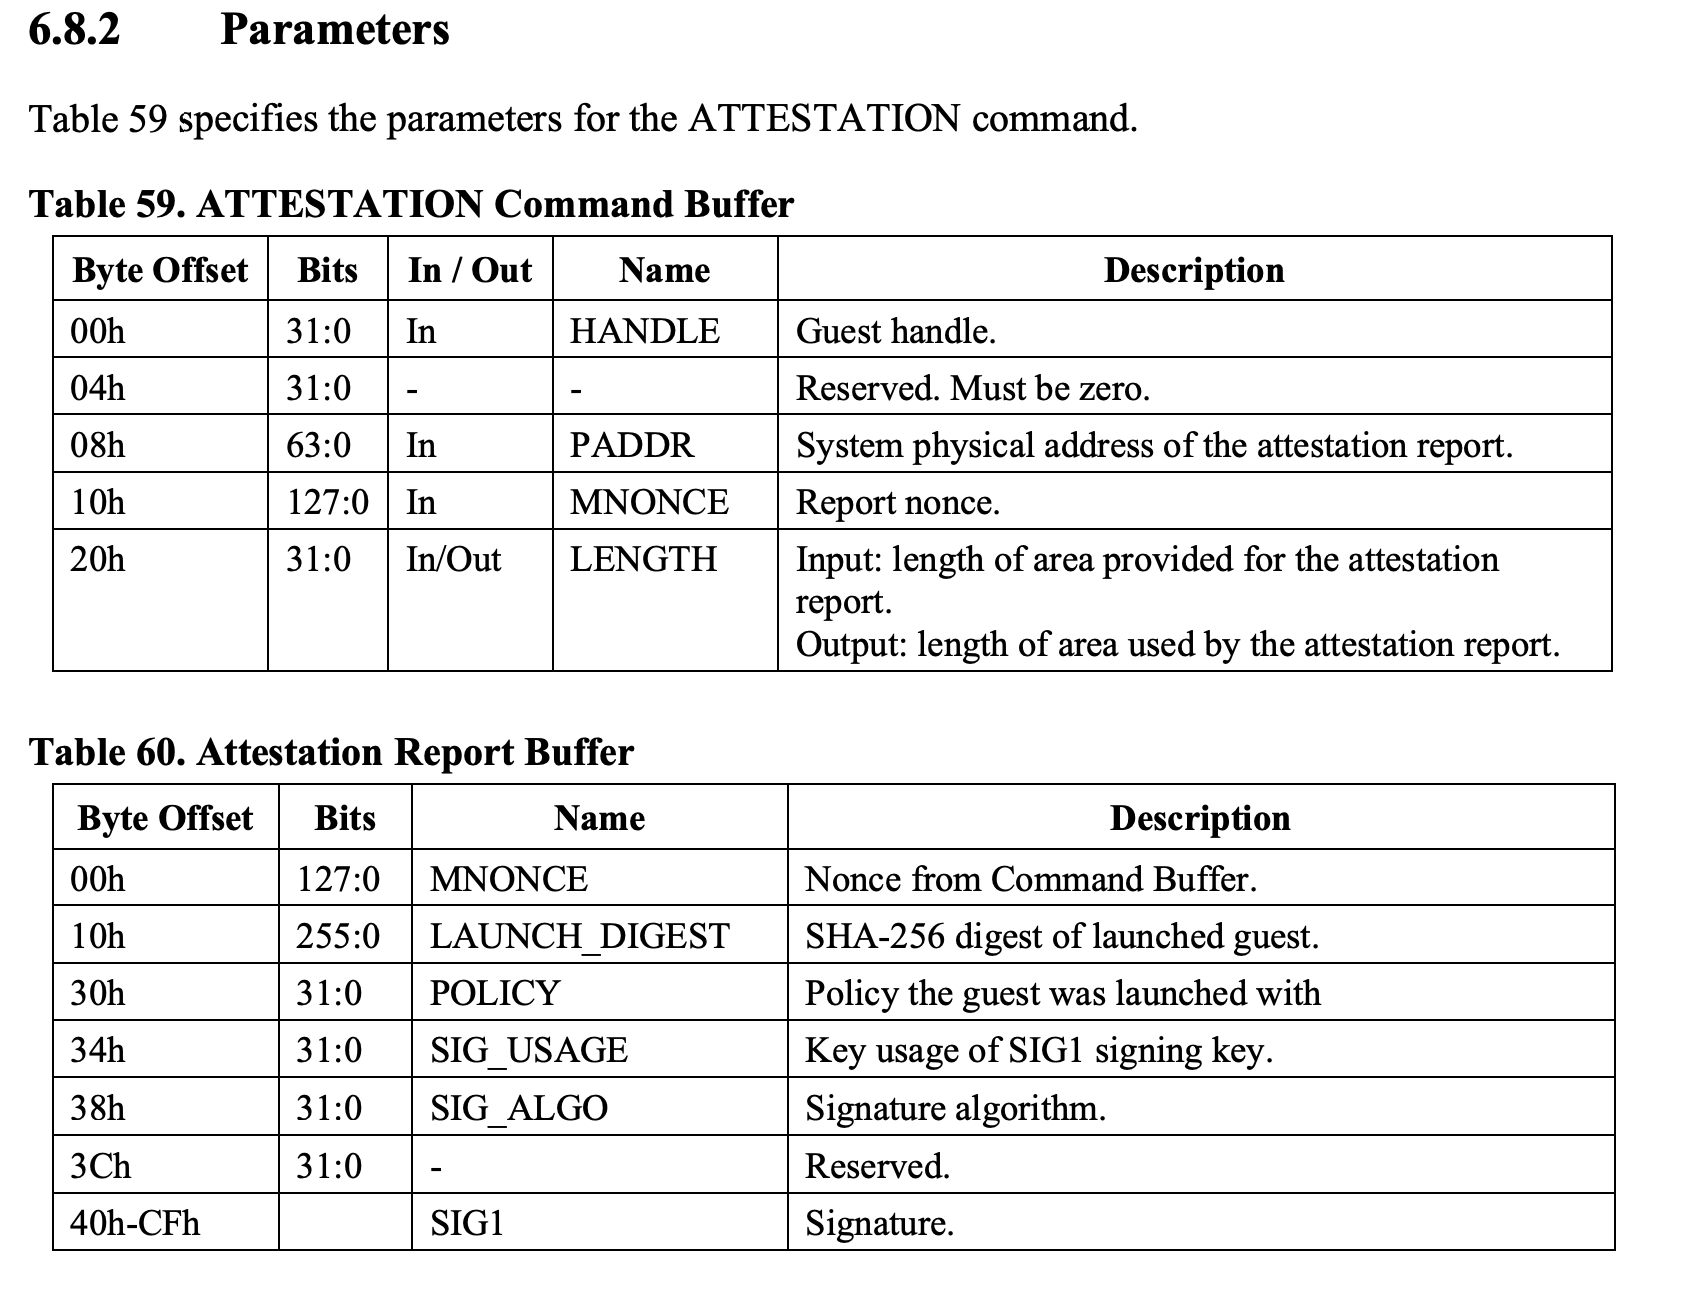 6.8.2 Parameters
Table 59 specifies the parameters for the ATTESTATION command.
Table 59. ATTESTATION Command Buffer
Byte Offset Bits In / Out Name Description
00h 31:0 In HANDLE Guest handle.
04h 31:0 - - Reserved. Must be zero.
08h 63:0 In PADDR System physical address of the attestation report.
10h 127:0 In MNONCE Report nonce.
20h 31:0 In/Out LENGTH Input: length of area provided for the attestation
report.
Output: length of area used by the attestation report.
Table 60. Attestation Report Buffer
Byte Offset Bits Name Description
00h 127:0 MNONCE Nonce from Command Buffer.
10h 255:0 LAUNCH_DIGEST SHA-256 digest of launched guest.
30h 31:0 POLICY Policy the guest was launched with
34h 31:0 SIG_USAGE Key usage of SIG1 signing key.
38h 31:0 SIG_ALGO Signature algorithm.
3Ch 31:0 - Reserved.
40h-CFh SIG1 Signature.